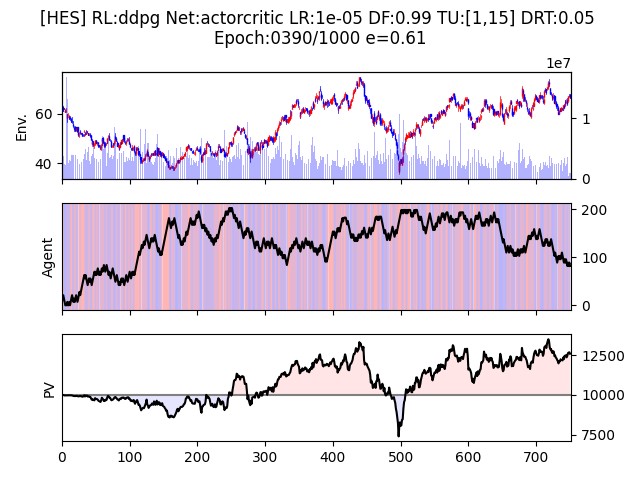 [HES] RL:ddpg Net:actorcritic LR:1e-05 DF:0.99 TU:[1,15] DRT:0.05
Epoch:0390/1000 e=0.61
1e7
Env.
60
40
1
0
Agent
200
100
0
PV
12500
10000
7500
0 100 200 300 400 500 600 700